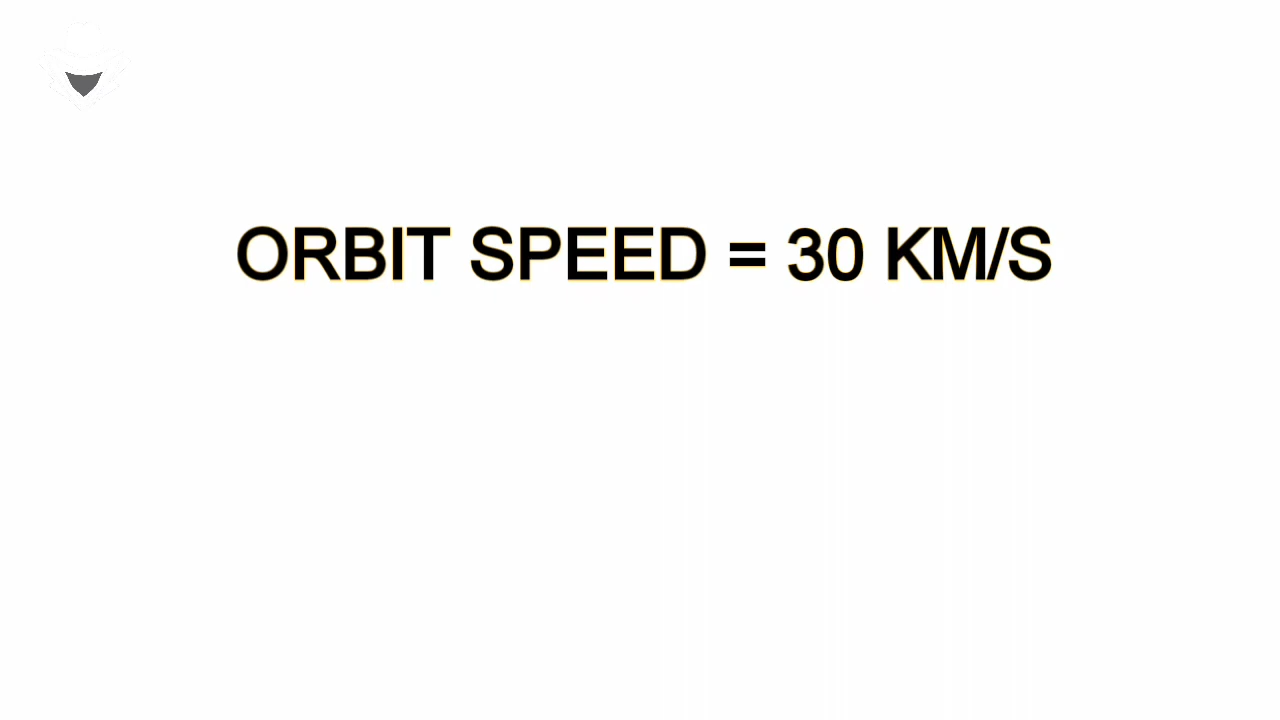 ORBIT SPEED = 30 KM/S